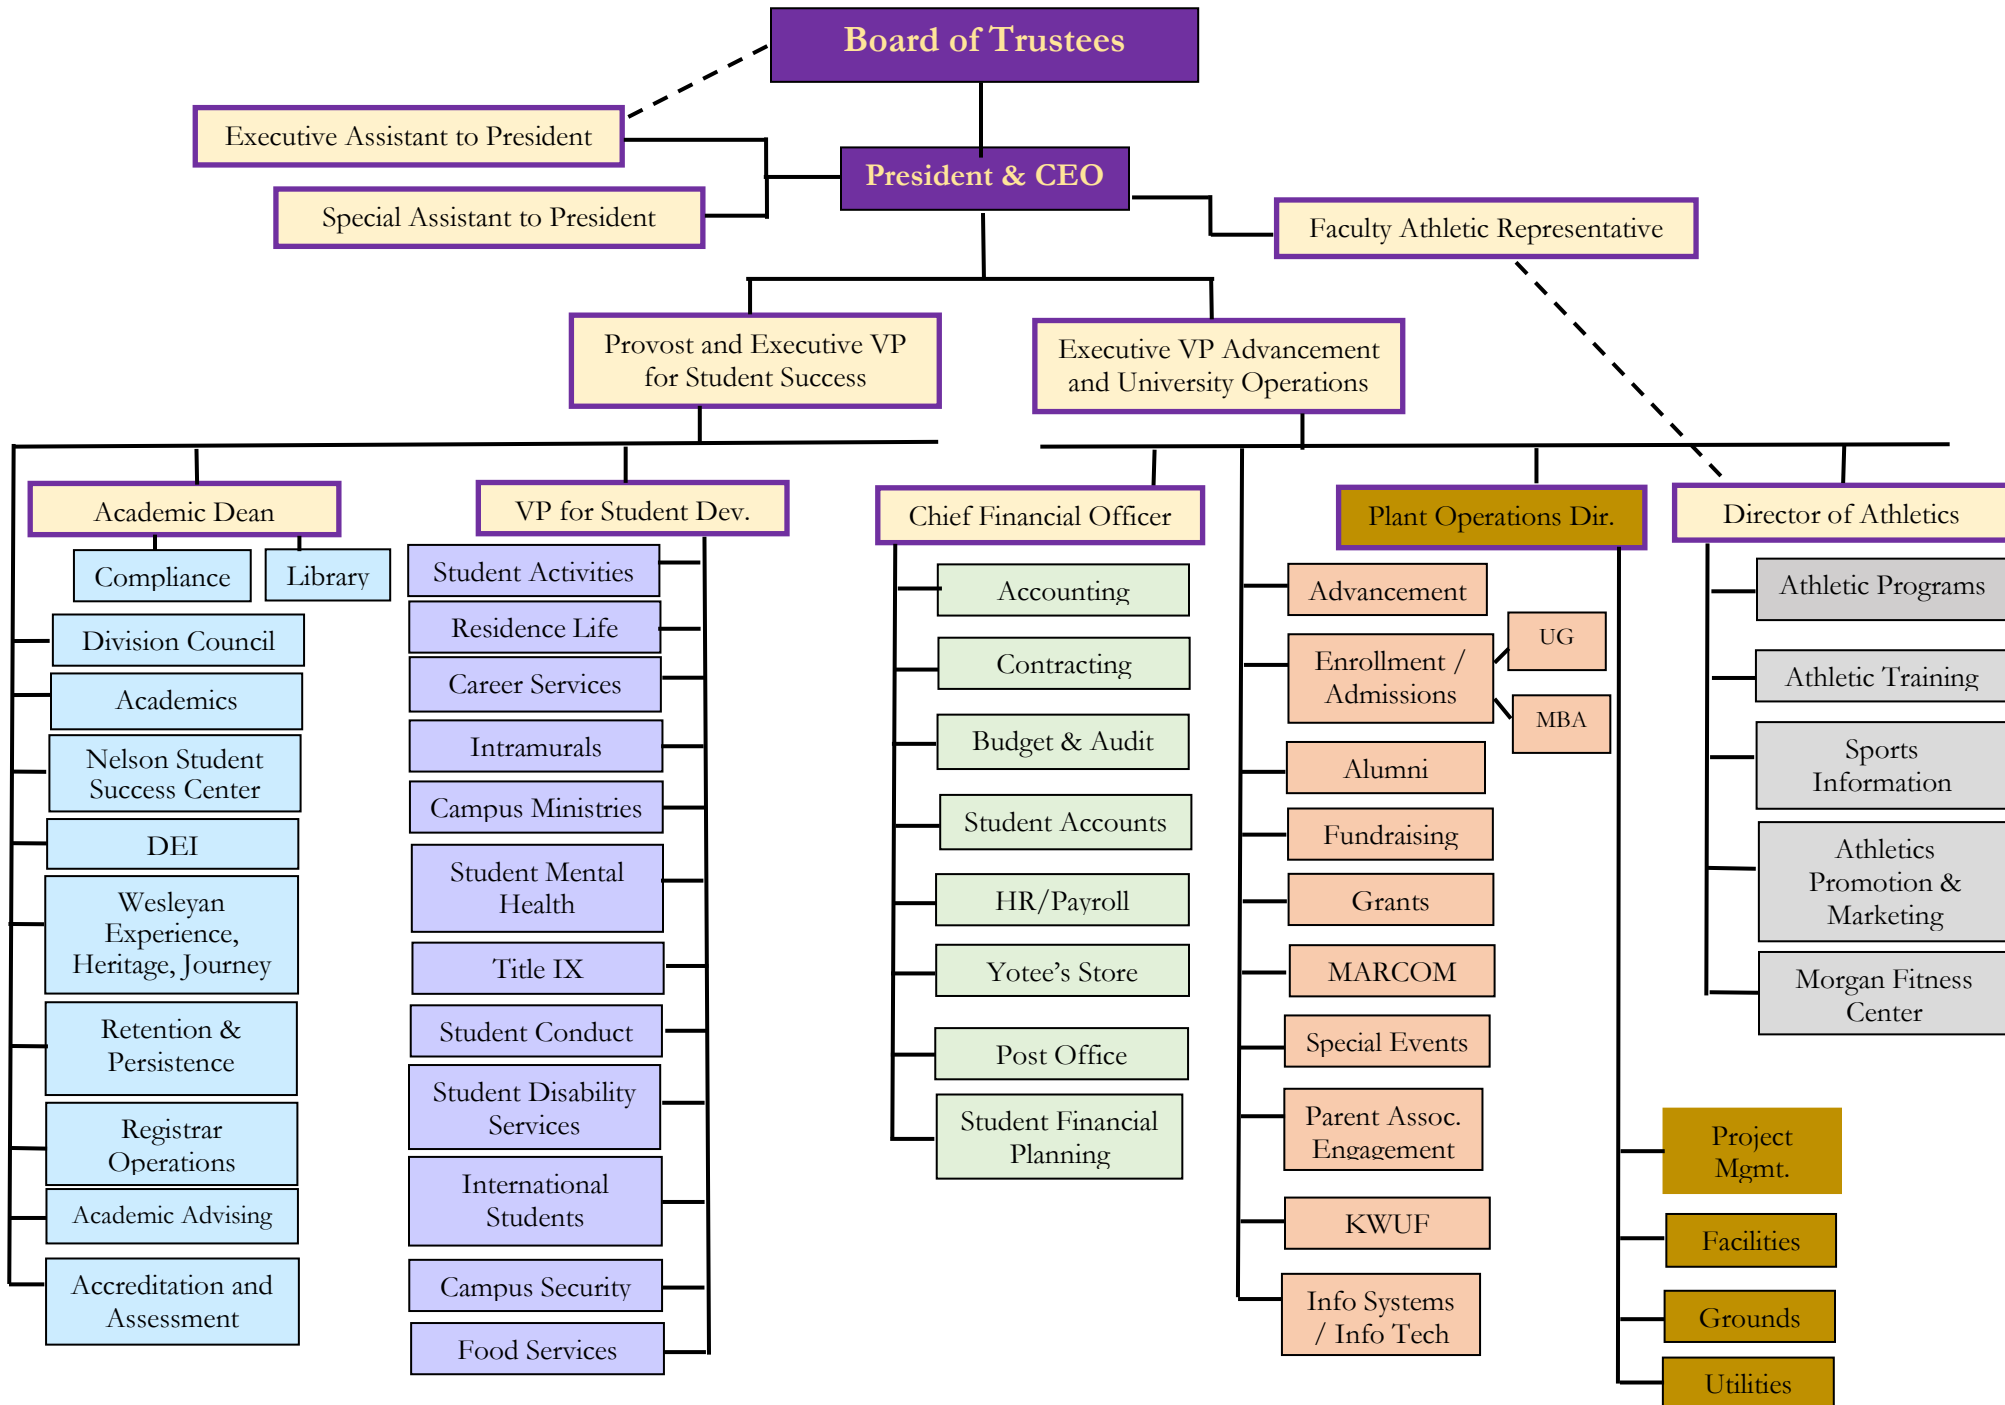 Board of Trustees
Executive Assistant to President
President & CEO
Special Assistant to President
Faculty Athletic Representative
Provost and Executive VP
for Student Success
Executive VP Advancement
and University Operations
Academic Dean
VP for Student Dev.
Chief Financial Officer
Plant Operations Dir.
Director of Athletics
Compliance
Library
Division Council
Academics
Nelson Student
Success Center
DEI
Wesleyan
Experience,
Heritage, Journey
Retention &
Persistence
Registrar
Operations
Academic Advising
Accreditation and
Assessment
Student Activities
Residence Life
Career Services
Intramurals
Campus Ministries
Student Mental
Health
Title IX
Student Conduct
Student Disability
Services
International
Students
Campus Security
Food Services
Accounting
Contracting
Budget & Audit
Student Accounts
HR/Payroll
Yotee’s Store
Post Office
Student Financial
Planning
Advancement
Enrollment /
Admissions
UG
MBA
Alumni
Fundraising
Grants
MARCOM
Special Events
Parent Assoc.
Engagement
KWUF
Info Systems
/ Info Tech
Project
Mgmt.
Facilities
Grounds
Utilities
Athletic Programs
Athletic Training
Sports
Information
Athletics
Promotion &
Marketing
Morgan Fitness
Center